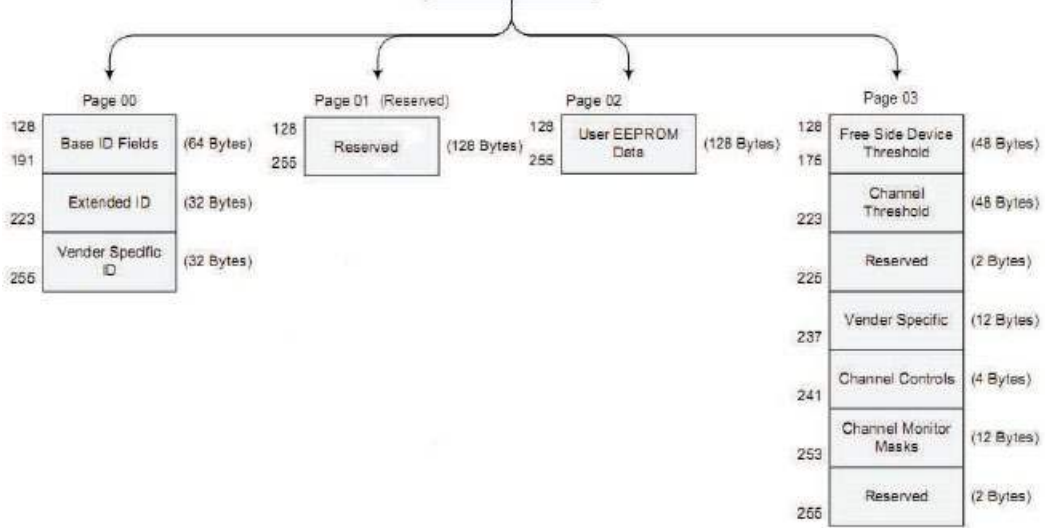 Page 00
128
Base ID Fields
(64 Bytes)
191
Extended ID
(32 Bytes)
223
Vender Specific
ID
(32 Bytes)
255
Page 01 (Reserved)
128
Reserved
(128 Bytes)
255
Page 02
128
User EEPROM
Data
(128 Bytes)
255
Page 03
128
Free Side Device
Threshold
(48 Bytes)
175
Channel
Threshold
(48 Bytes)
223
Reserved
(2 Bytes)
225
Vender Specific
(12 Bytes)
237
Channel Controls
(4 Bytes)
241
Channel Monitor
Masks
(12 Bytes)
253
Reserved
(2 Bytes)
255